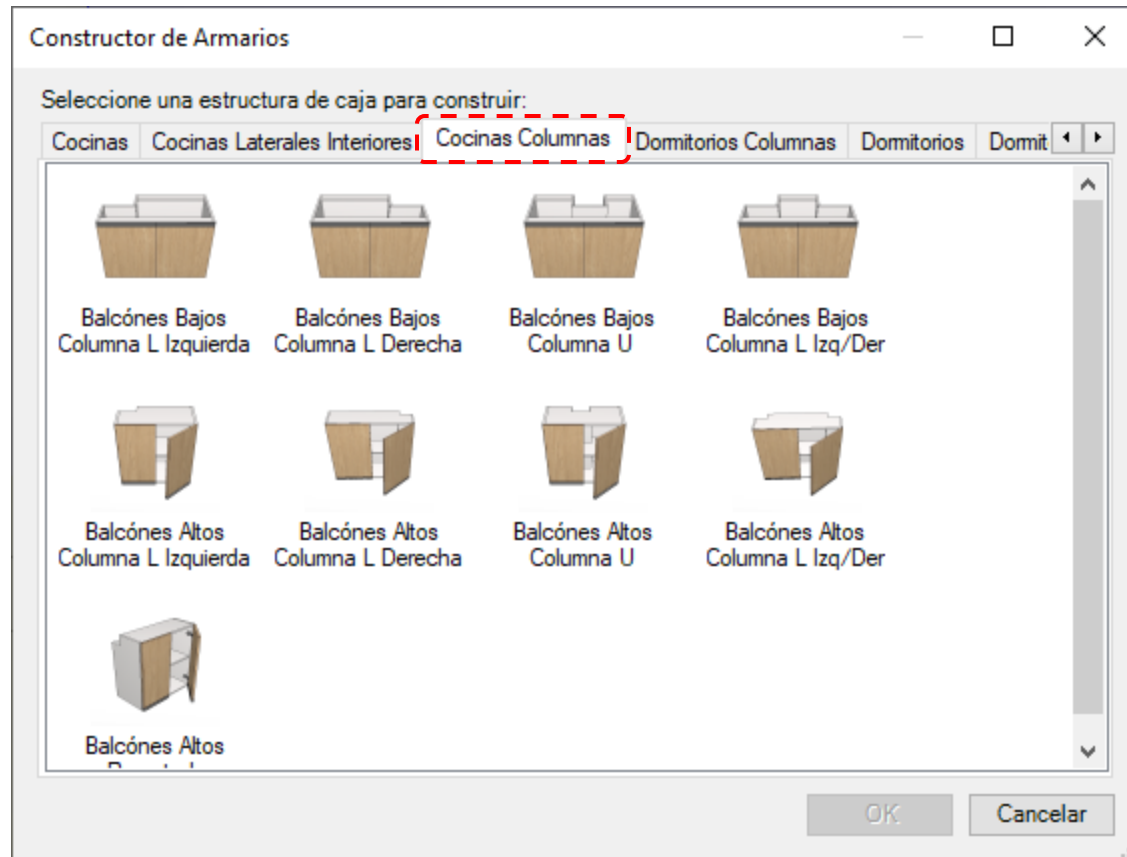 Constructor de Armarios
Seleccione una estructura de caja para construir:
Cocinas Cocinas Laterales Interiores Cocinas Columnas Dormitorios Columnas Dormitorios Dormit
Balcónes Bajos
Columna L Izquierda
Balcónes Bajos
Columna L Derecha
Balcónes Bajos
Columna U
Balcónes Bajos
Columna L Izq/Der
Balcónes Altos
Columna L Izquierda
Balcónes Altos
Columna L Derecha
Balcónes Altos
Columna U
Balcónes Altos
Columna L Izq/Der
Balcónes Altos
OK Cancelar